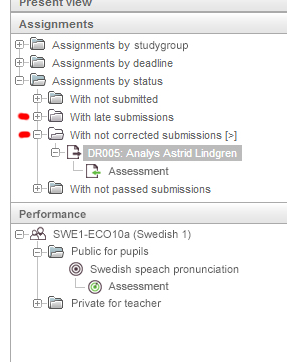 Present view
Assignments
Assignments by studygroup
Assignments by deadline
Assignments by status
With not submitted
With late submissions
With not corrected submissions [>]
DR005: Analys Astrid Lindgren
Assessment
With not passed submissions
Performance
SWE1-ECO10a (Swedish 1)
Public for pupils
Swedish speach pronunciation
Assessment
Private for teacher